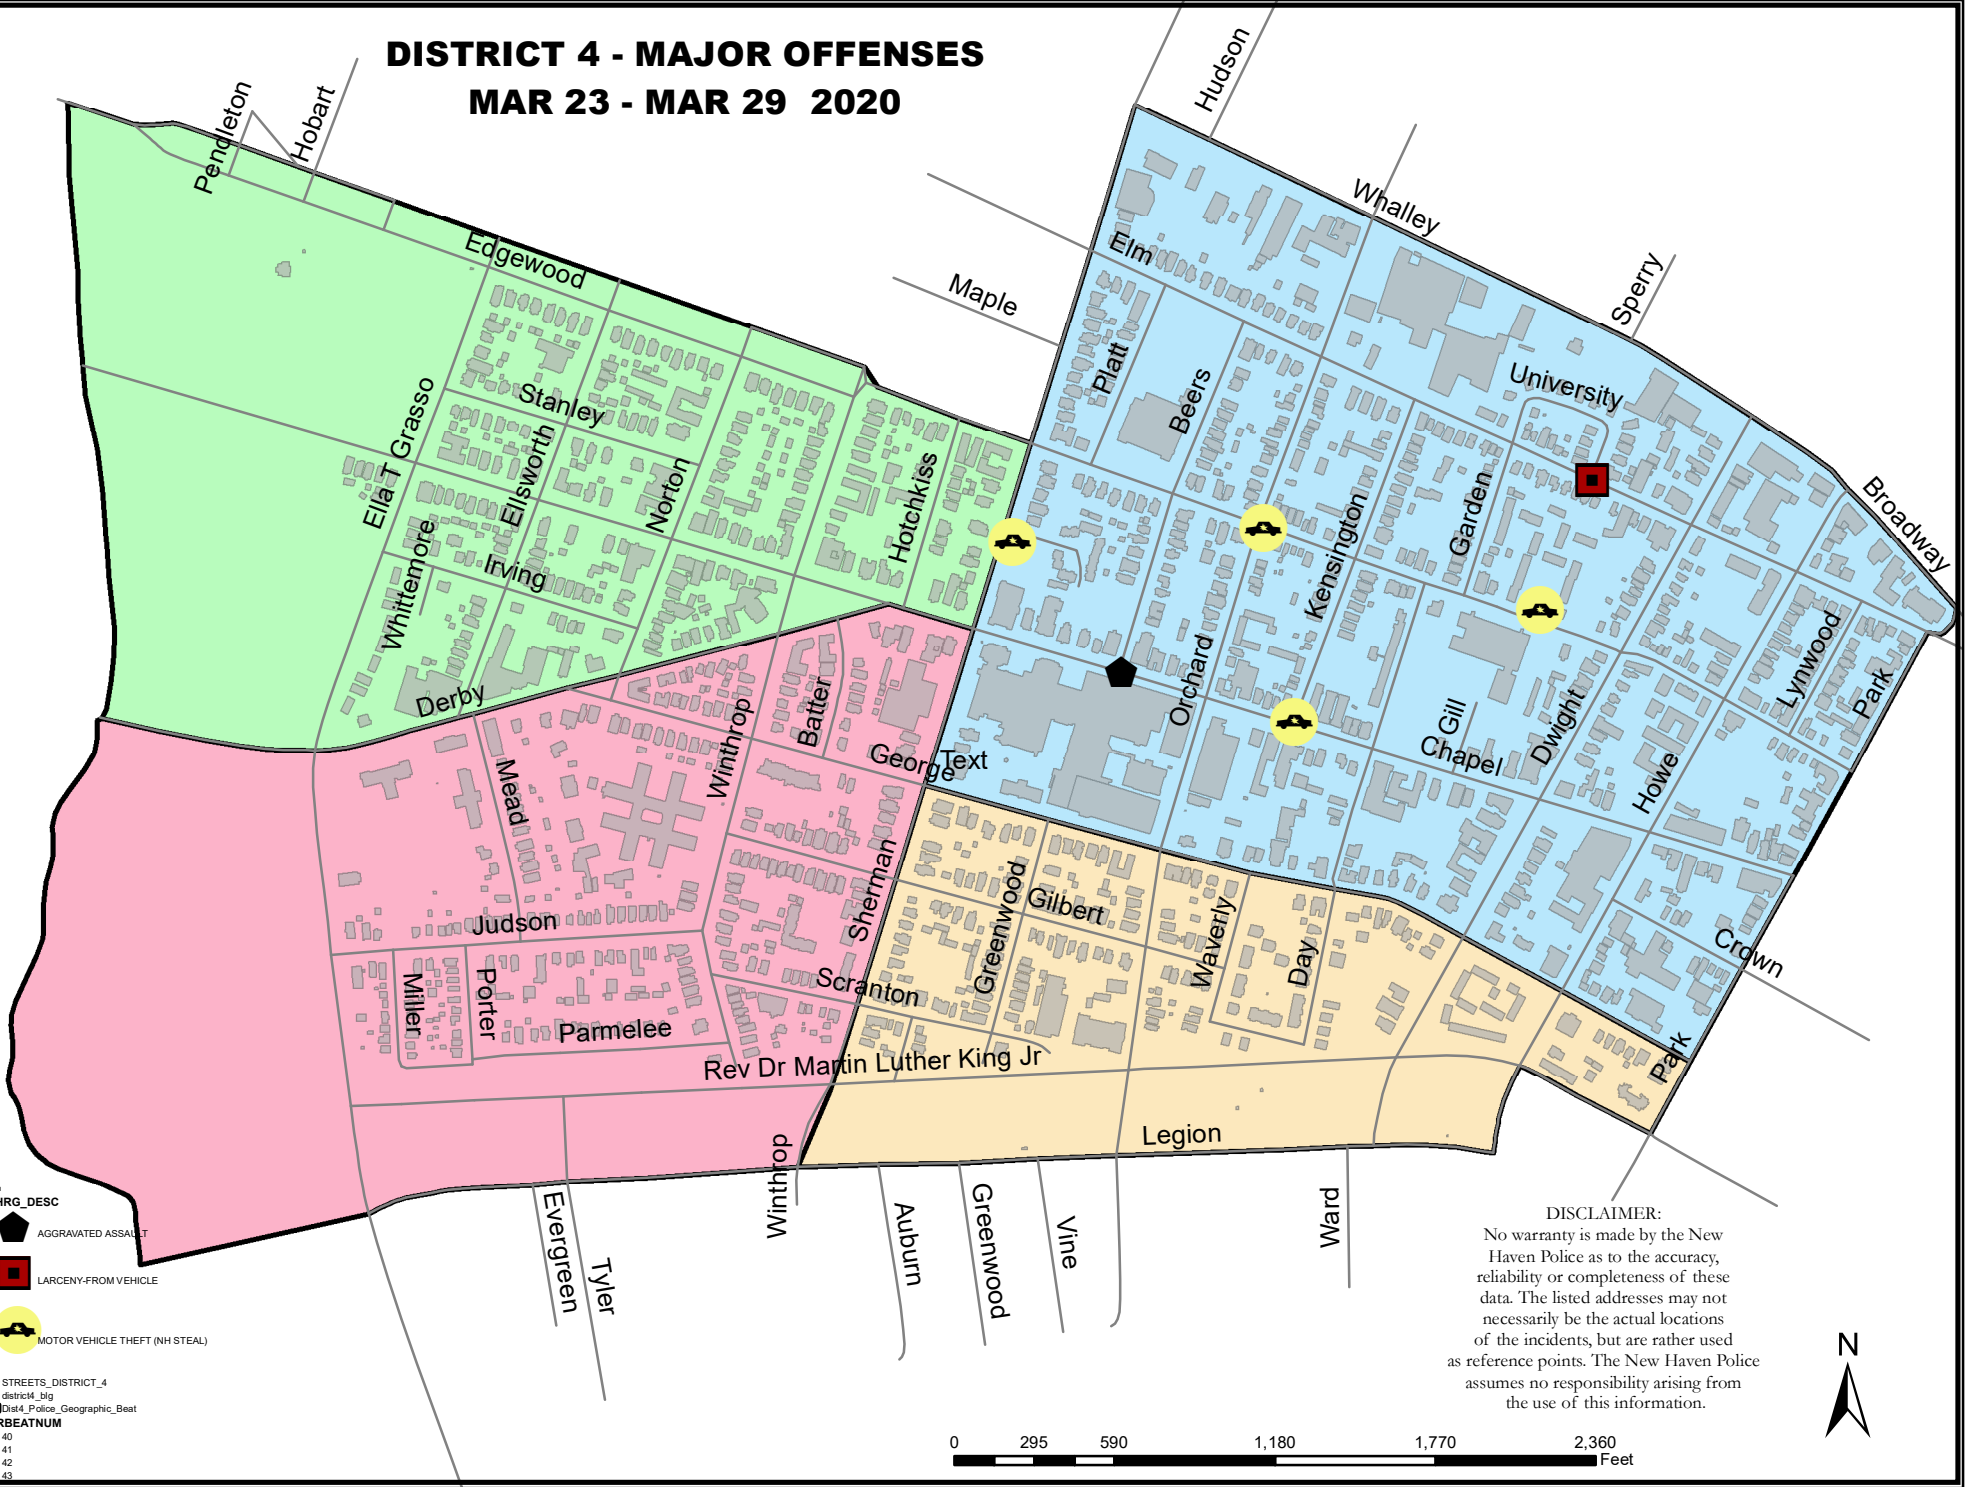 DISTRICT 4 - MAJOR OFFENSES
MAR 23 - MAR 29 2020
Pendleton
Hobart
Hudson
Edgewood
Whalley
Elm
Maple
Sperry
Platt
Beers
University
Stanley
Ella T Grasso
Ellsworth
Norton
Hotchkiss
Garden
Kensington
Broadway
Whittemore
Irving
Derby
Orchard
Lynwood
Park
Gill
Dwight
Chapel
Howe
Batter
Winthrop
George
Text
Mead
Sherman
Greenwood
Gilbert
Waverly
Day
Crown
Judson
Miller
Porter
Scranton
Parmelee
Rev Dr Martin Luther King Jr
Park
Legion
Winthrop
Evergreen
Tyler
Auburn
Greenwood
Vine
Ward
HRG_DESC
AGGRAVATED ASSAULT
LARCENY-FROM VEHICLE
MOTOR VEHICLE THEFT (NH STEAL)
STREETS_DISTRICT_4
district4_blg
Dist4_Police_Geographic_Beat
RBEATNUM
40
41
42
43
DISCLAIMER:
No warranty is made by the New
Haven Police as to the accuracy,
reliability or completeness of these
data. The listed addresses may not
necessarily be the actual locations
of the incidents, but are rather used
as reference points. The New Haven Police
assumes no responsibility arising from
the use of this information.
N
0 295 590 1,180 1,770 2,360
Feet